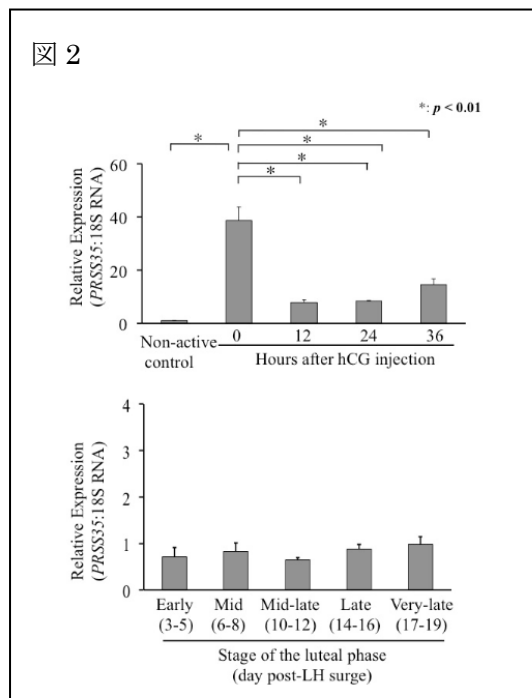 図 2
*: p < 0.01
*
*
*
*
*
Relative Expression
(PRSS35:18S RNA)
60
40
20
0
Non-active
control
0
12
24
36
Hours after hCG injection
Relative Expression
(PRSS35:18S RNA)
4
3
2
1
0
Early
(3-5)
Mid
(6-8)
Mid-late
(10-12)
Late
(14-16)
Very-late
(17-19)
Stage of the luteal phase
(day post-LH surge)